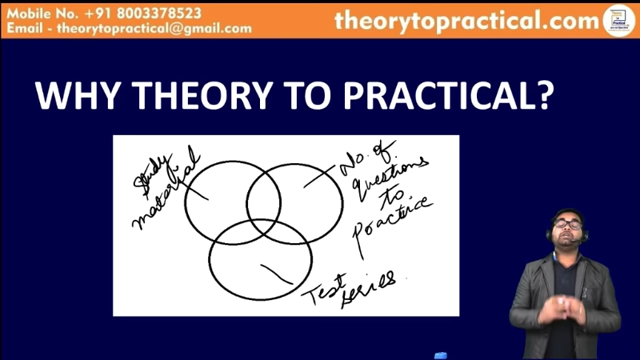 Mobile No. +91 8003378523
Email - theorytopractical@gmail.com
theorytopractical.com
WHY THEORY TO PRACTICAL?
Study
material
No. of
questions
to
practice
Test
series